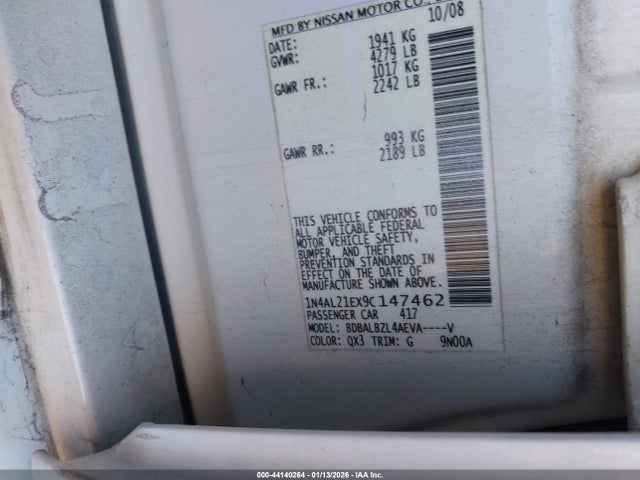 MFD BY NISSAN MOTOR CO.,
DATE: 10/08
GVWR: 1941 KG
4279 LB
GAWR FR.: 1017 KG
2242 LB
GAWR RR.: 993 KG
2189 LB
THIS VEHICLE CONFORMS TO
ALL APPLICABLE FEDERAL
MOTOR VEHICLE SAFETY,
BUMPER, AND THEFT
PREVENTION STANDARDS IN
EFFECT ON THE DATE OF
MANUFACTURE SHOWN ABOVE.
1N4AL21EX9C147462
PASSENGER CAR 417
MODEL: BDBALBZL4AEVA----V
COLOR: QX3 TRIM: G 9N00A
000-44140264 - 01/13/2026 - IAA Inc.